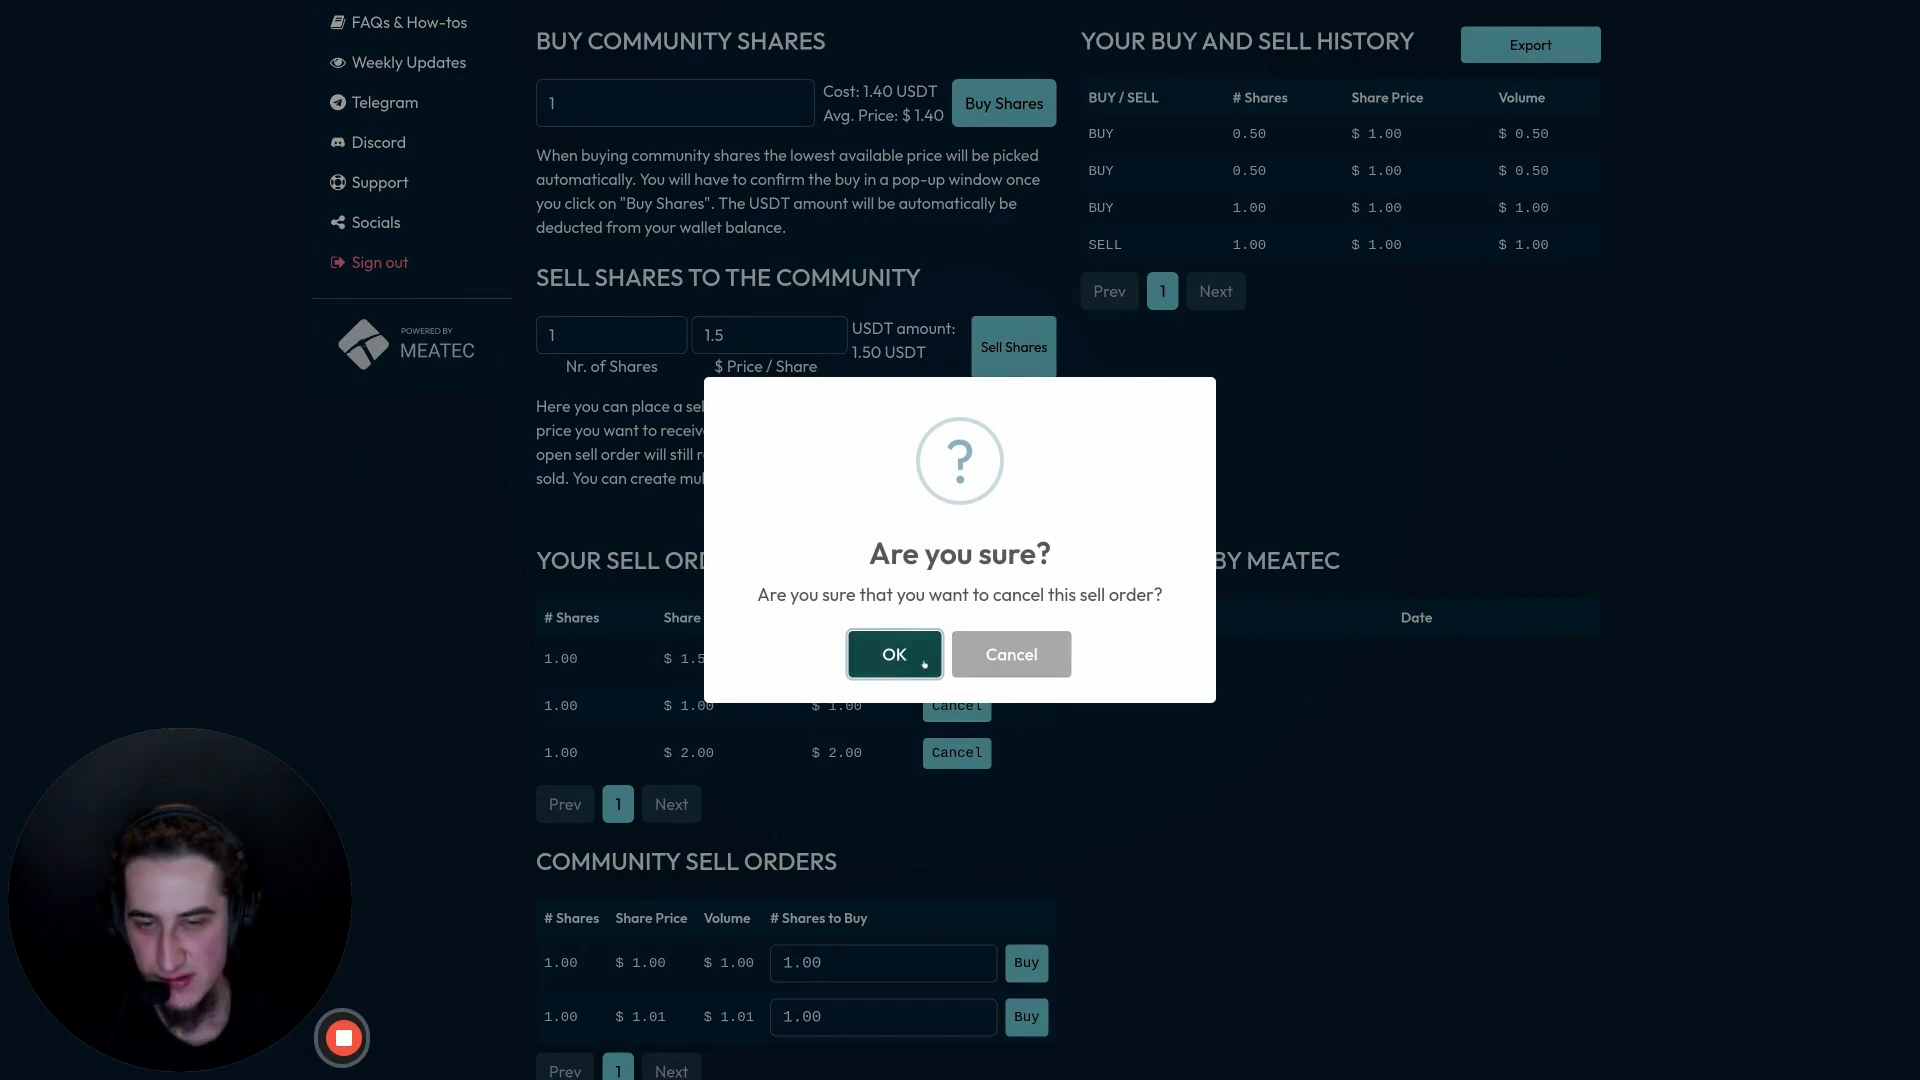 FAQs & How-tos
Weekly Updates
Telegram
Discord
Support
Socials
Sign out
POWERED BY
MEATEC
BUY COMMUNITY SHARES
1
Cost: 1.40 USDT
Avg. Price: $ 1.40
Buy Shares
When buying community shares the lowest available price will be picked
automatically. You will have to confirm the buy in a pop-up window once
you click on "Buy Shares". The USDT amount will be automatically be
deducted from your wallet balance.
SELL SHARES TO THE COMMUNITY
1
1.5
USDT amount:
1.50 USDT
Sell Shares
Nr. of Shares
$ Price / Share
Here you can place a
price you want to
open sell order will still
sold. You can create
YOUR BUY AND SELL HISTORY
Export
BUY / SELL # Shares Share Price Volume
BUY 0.50 $ 1.00 $ 0.50
BUY 0.50 $ 1.00 $ 0.50
BUY 1.00 $ 1.00 $ 1.00
SELL 1.00 $ 1.00 $ 1.00
Prev 1 Next
Are you sure?
Are you sure that you want to cancel this sell order?
OK
Cancel
YOUR SELL
# Shares Share
1.00 $ 1.5
1.00 $ 1.00 $ 1.00 Cancel
1.00 $ 2.00 $ 2.00 Cancel
Prev 1 Next
BY MEATEC
Date
COMMUNITY SELL ORDERS
# Shares Share Price Volume # Shares to Buy
1.00 $ 1.00 $ 1.00 1.00 Buy
1.00 $ 1.01 $ 1.01 1.00 Buy
Prev 1 Next